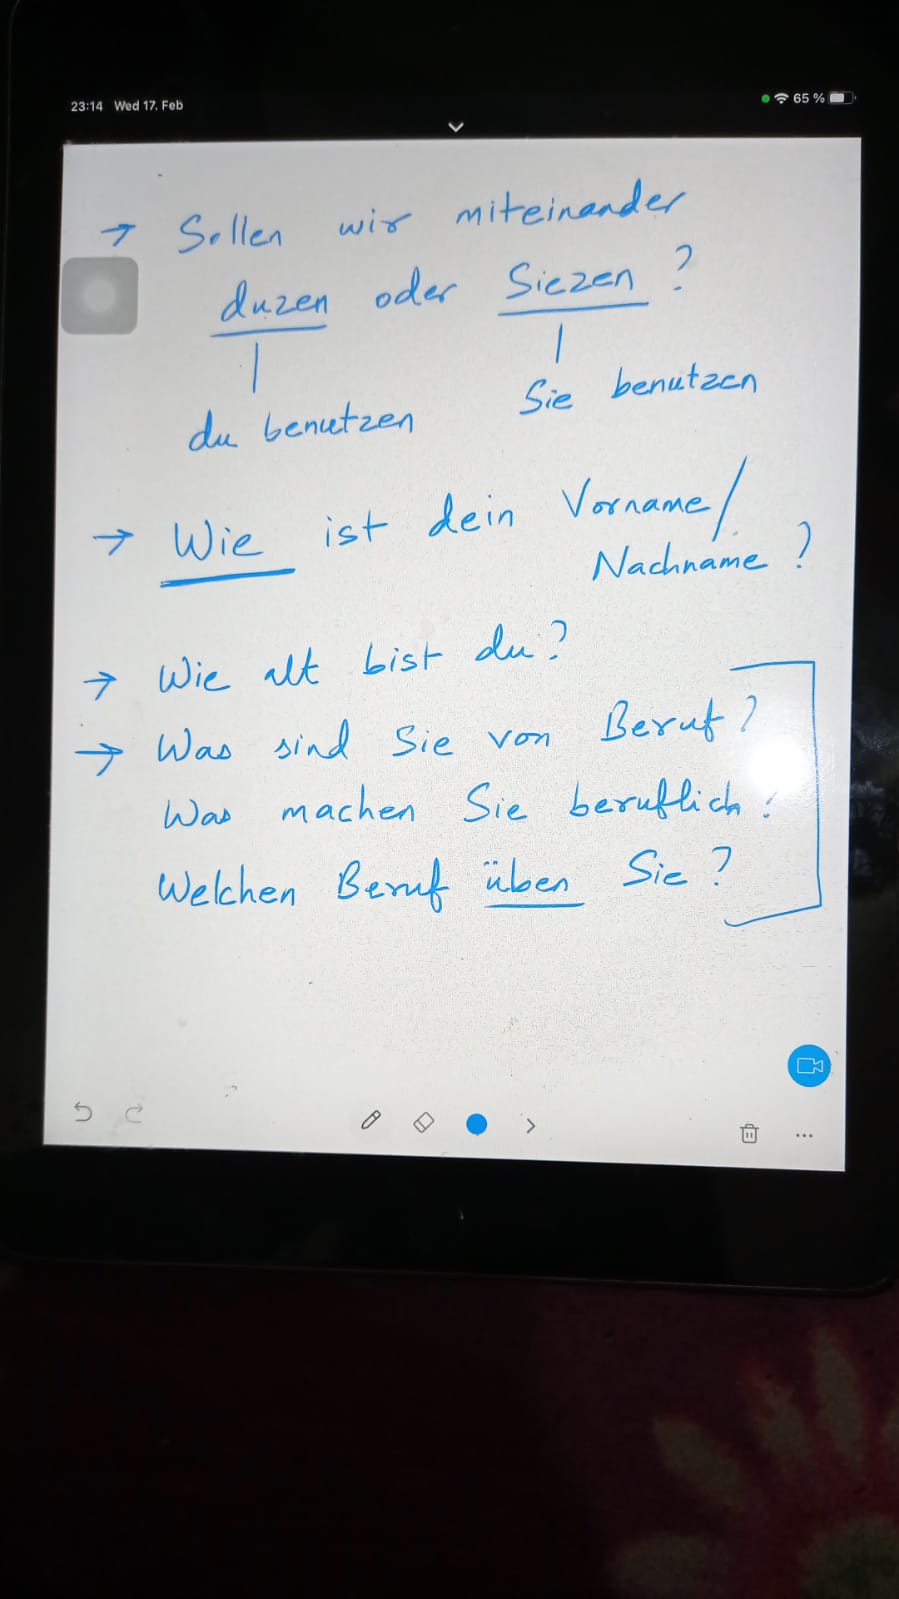 23:14 Wed 17. Feb 65 %
→ Sollen wir miteinander
duzen oder Siezen ?
du benutzen Sie benutzen
→ Wie ist dein Vorname/
Nachname ?
→ Wie alt bist du ?
→ Was sind Sie von Beruf ?
Was machen Sie beruflich ?
Welchen Beruf üben Sie ?
...